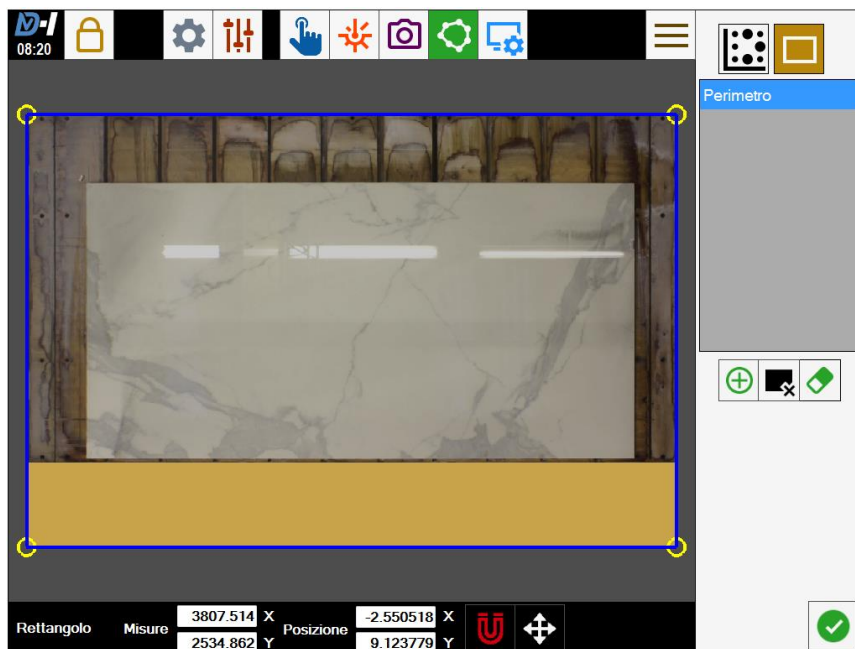 08:20
Perimetro
Rettangolo
Misure
3807.514 X
2534.862 Y
Posizione
-2.550518 X
9.123779 Y